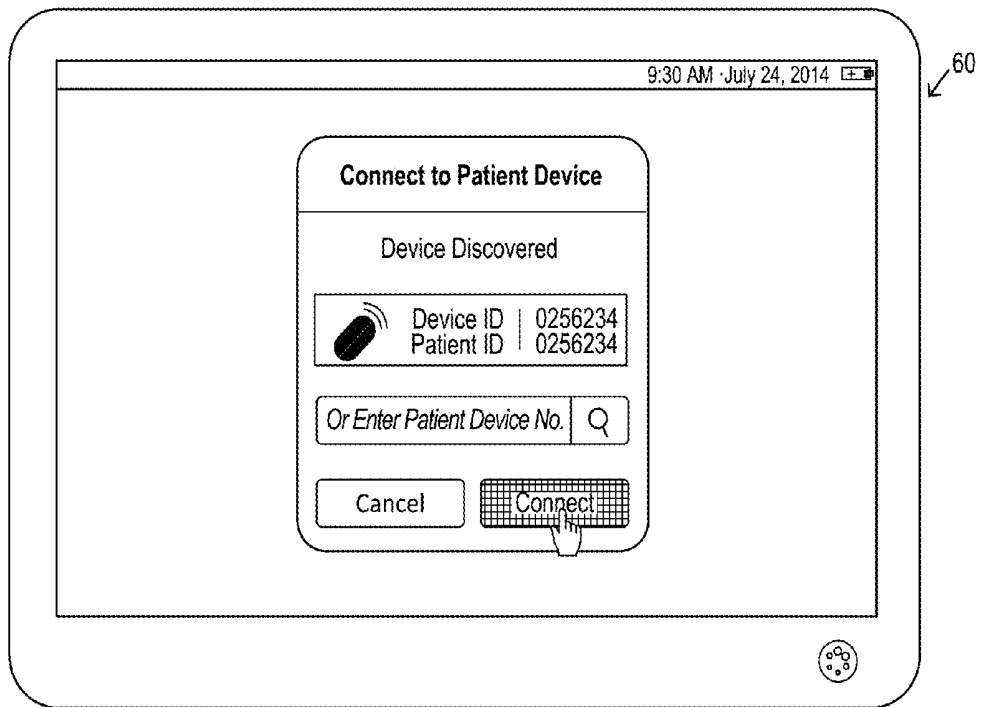 9:30 AM ·July 24, 2014
60
Connect to Patient Device
Device Discovered
Device ID | 0256234
Patient ID | 0256234
Or Enter Patient Device No.
Cancel Connect